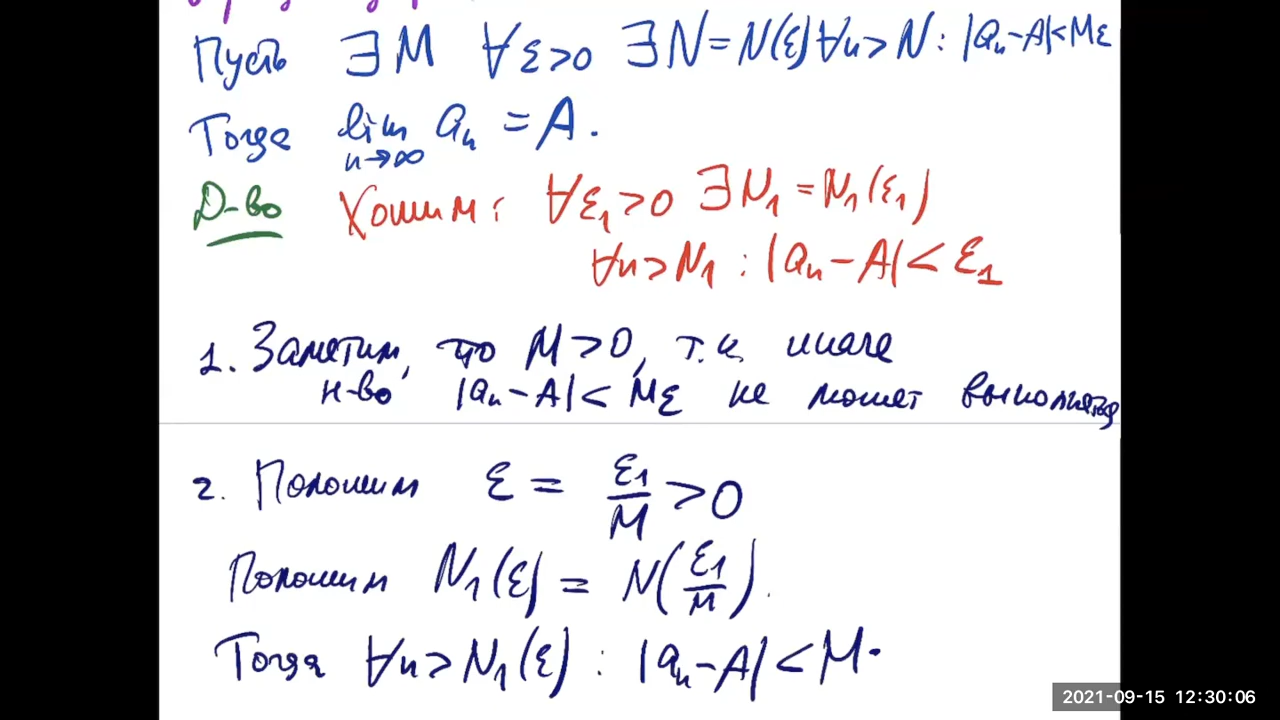 Пусть ∃M ∀ε>0 ∃N=N(ε) ∀n>N: |aₙ-A|<Mε
Тогда lim aₙ = A.
n→∞
Д-во Хотим: ∀ε₁>0 ∃N₁=N₁(ε₁)
∀n>N₁ : |aₙ-A|< ε₁
1. Заметим, что M>0, т.к. иначе
н-во |aₙ-A|< Mε не может выполняться
2. Положим ε = ε₁/M >0
Положим N₁(ε) = N(ε₁/M).
Тогда ∀n>N₁(ε) : |aₙ-A|<M·
2021-09-15 12:30:06